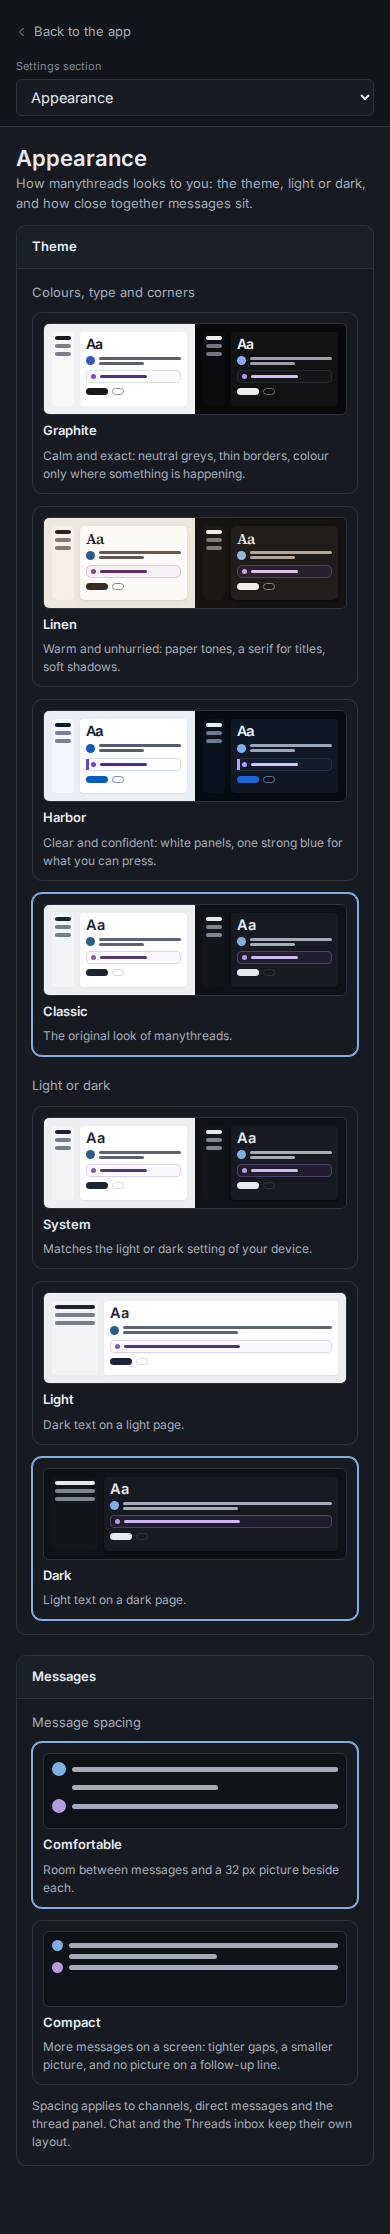 Back to the app
Settings section
Appearance
Appearance
How manythreads looks to you: the theme, light or dark,
and how close together messages sit.
Theme
Colours, type and corners
Aa
Aa
Graphite
Calm and exact: neutral greys, thin borders, colour
only where something is happening.
Aa
Aa
Linen
Warm and unhurried: paper tones, a serif for titles,
soft shadows.
Aa
Aa
Harbor
Clear and confident: white panels, one strong blue for
what you can press.
Aa
Aa
Classic
The original look of manythreads.
Light or dark
Aa
Aa
System
Matches the light or dark setting of your device.
Aa
Light
Dark text on a light page.
Aa
Dark
Light text on a dark page.
Messages
Message spacing
Comfortable
Room between messages and a 32 px picture beside
each.
Compact
More messages on a screen: tighter gaps, a smaller
picture, and no picture on a follow-up line.
Spacing applies to channels, direct messages and the
thread panel. Chat and the Threads inbox keep their own
layout.